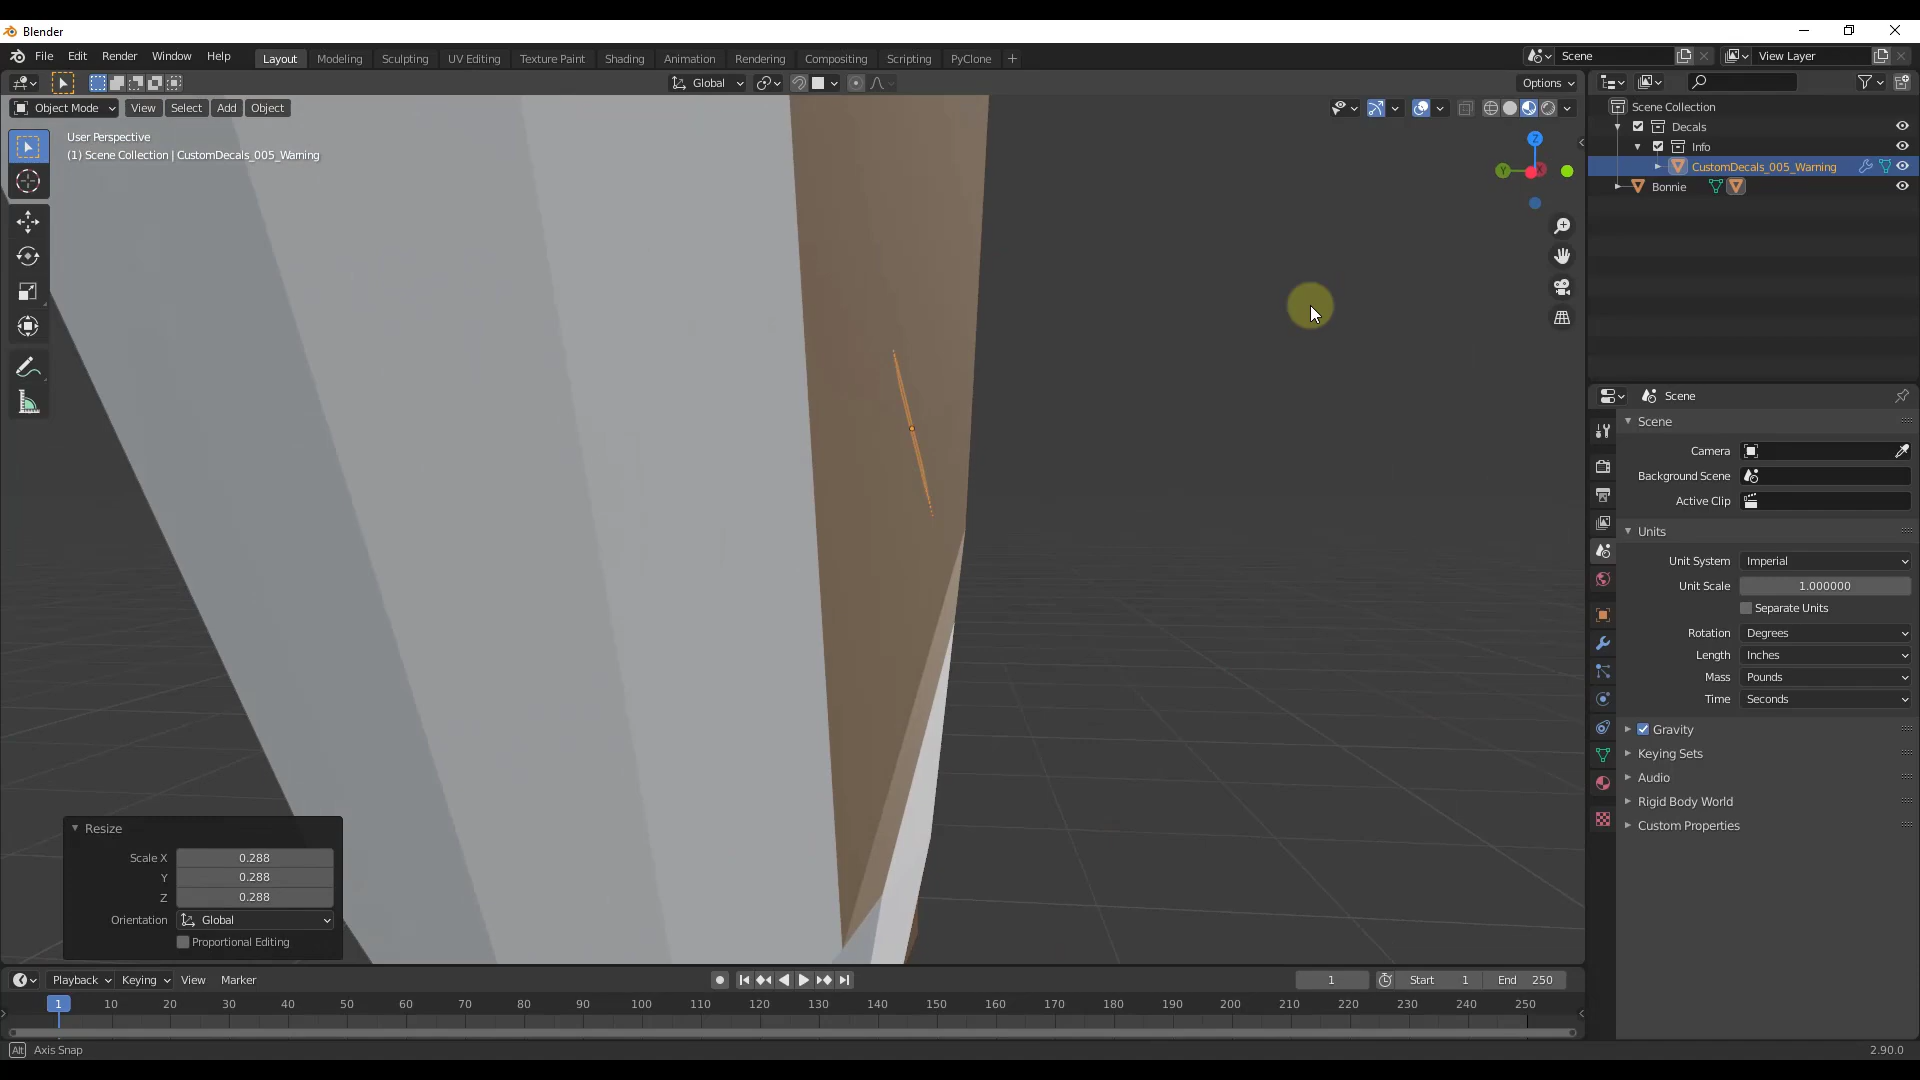 Blender
File Edit Render Window Help Layout Modeling Sculpting UV Editing Texture Paint Shading Animation Rendering Compositing Scripting PyClone + Scene View Layer
Global Options
Object Mode View Select Add Object
User Perspective
(1) Scene Collection | CustomDecals_005_Warning
Z
Y
Scene Collection
Decals
Info
CustomDecals_005_Warning
Bonnie
Scene
Scene
Camera
Background Scene
Active Clip
Units
Unit System Imperial
Unit Scale 1.000000
Separate Units
Rotation Degrees
Length Inches
Mass Pounds
Time Seconds
Gravity
Keying Sets
Audio
Rigid Body World
Custom Properties
Resize
Scale X 0.288
Y 0.288
Z 0.288
Orientation Global
Proportional Editing
Playback Keying View Marker 1 Start 1 End 250
1 10 20 30 40 50 60 70 80 90 100 110 120 130 140 150 160 170 180 190 200 210 220 230 240 250
Alt Axis Snap 2.90.0